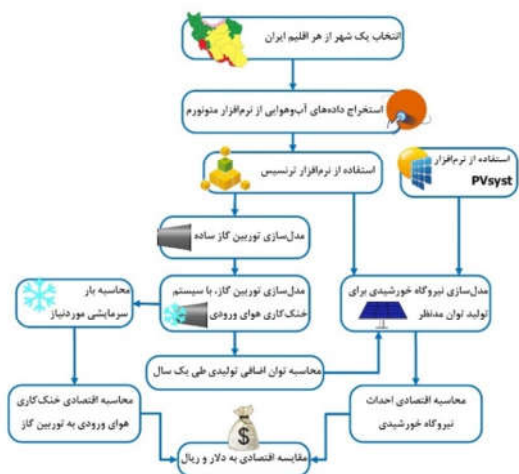 انتخاب یک شهر از هر اقلیم ایران
استخراج داده‌های آب‌وهوایی از نرم‌افزار متونورم
استفاده از نرم‌افزار ترنسیس
استفاده از نرم‌افزار
PVsyst
مدل‌سازی توربین گاز ساده
مدل‌سازی نیروگاه خورشیدی برای
تولید توان مدنظر
مدل‌سازی توربین گاز، با سیستم
خنک‌کاری هوای ورودی
محاسبه بار
سرمایشی موردنیاز
محاسبه توان اضافی تولیدی طی یک سال
محاسبه اقتصادی احداث
نیروگاه خورشیدی
محاسبه اقتصادی خنک‌کاری
هوای ورودی به توربین گاز
مقایسه اقتصادی به دلار و ریال